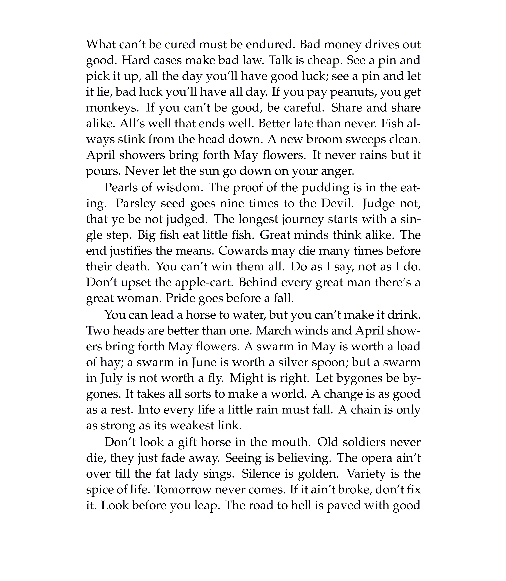 What can't be cured must be endured. Bad money drives out
good. Hard cases make bad law. Talk is cheap. See a pin and
pick it up, all the day you'll have good luck; see a pin and let
it lie, bad luck you'll have all day. If you pay peanuts, you get
monkeys. If you can't be good, be careful. Share and share
alike. All's well that ends well. Better late than never. Fish al-
ways stink from the head down. A new broom sweeps clean.
April showers bring forth May flowers. It never rains but it
pours. Never let the sun go down on your anger.
Pearls of wisdom. The proof of the pudding is in the eat-
ing. Parsley seed goes nine times to the Devil. Judge not,
that ye be not judged. The longest journey starts with a sin-
gle step. Big fish eat little fish. Great minds think alike. The
end justifies the means. Cowards may die many times before
their death. You can't win them all. Do as I say, not as I do.
Don't upset the apple-cart. Behind every great man there's a
great woman. Pride goes before a fall.
You can lead a horse to water, but you can't make it drink.
Two heads are better than one. March winds and April show-
ers bring forth May flowers. A swarm in May is worth a load
of hay; a swarm in June is worth a silver spoon; but a swarm
in July is not worth a fly. Might is right. Let bygones be by-
gones. It takes all sorts to make a world. A change is as good
as a rest. Into every life a little rain must fall. A chain is only
as strong as its weakest link.
Don't look a gift horse in the mouth. Old soldiers never
die, they just fade away. Seeing is believing. The opera ain't
over till the fat lady sings. Silence is golden. Variety is the
spice of life. Tomorrow never comes. If it ain't broke, don't fix
it. Look before you leap. The road to hell is paved with good